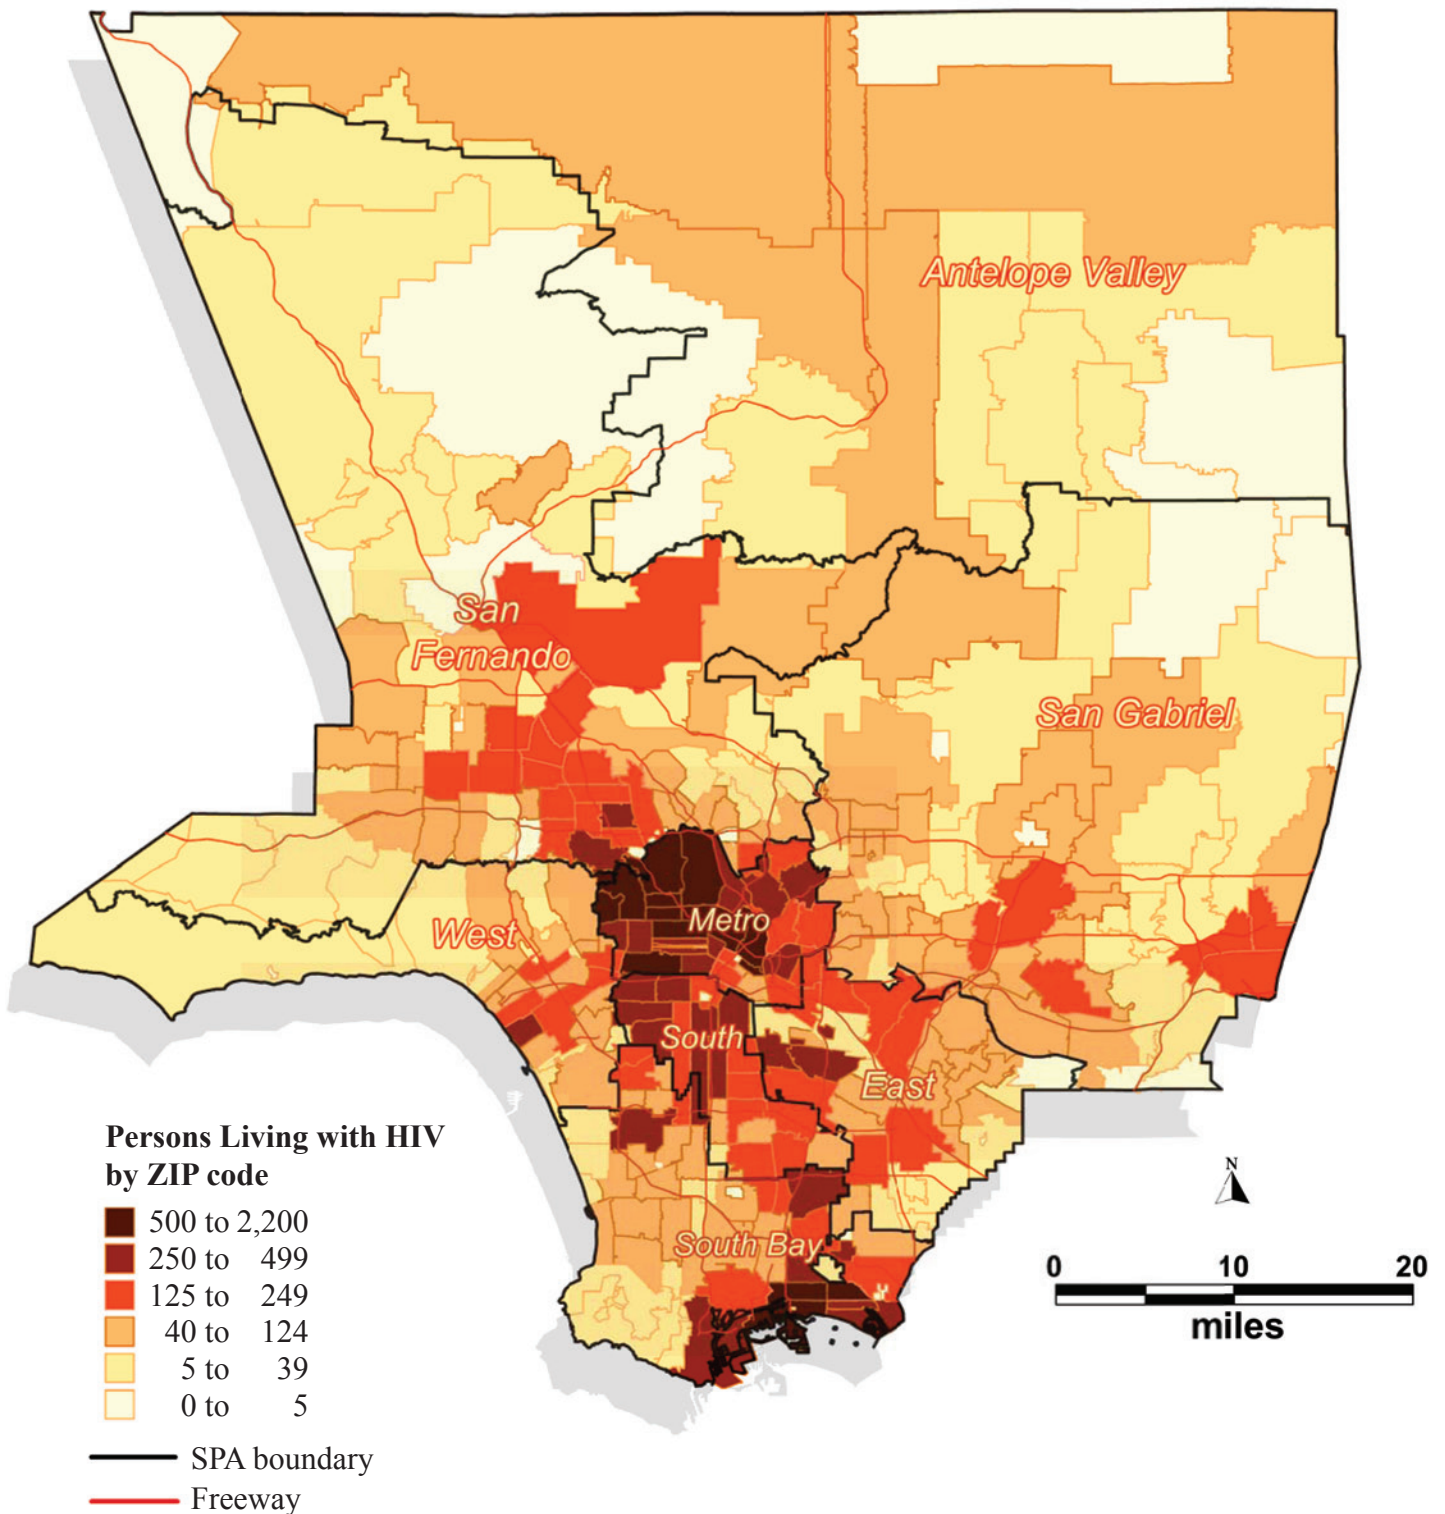 Antelope Valley
San
Fernando
San Gabriel
Metro
West
South
East
South Bay
Persons Living with HIV
by ZIP code
500 to 2,200
250 to 499
125 to 249
40 to 124
5 to 39
0 to 5
SPA boundary
Freeway
N
0 10 20
miles